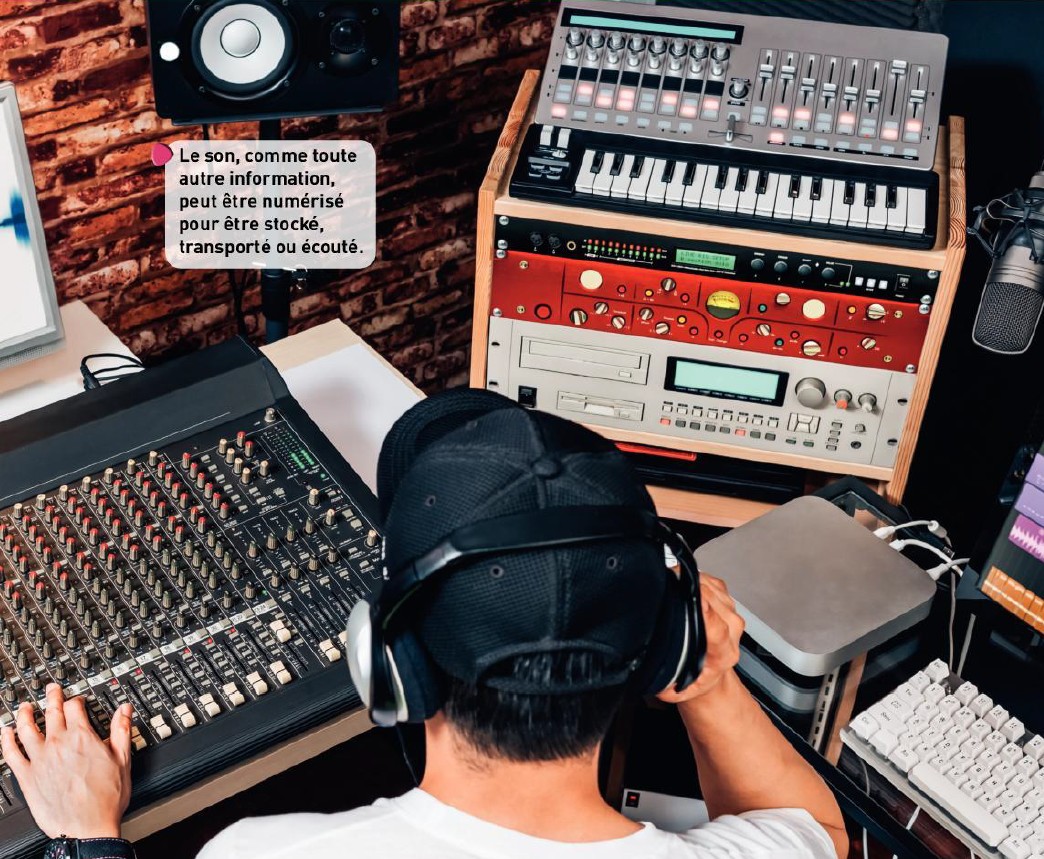 Le son, comme toute
autre information,
peut être numérisé
pour être stocké,
transporté ou écouté.